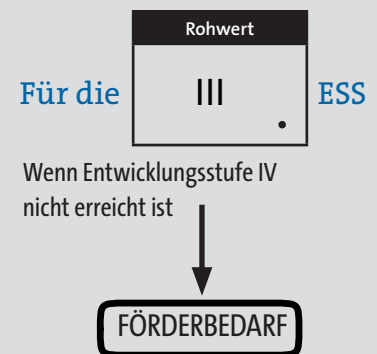 Rohwert
Für die III ESS
Wenn Entwicklungsstufe IV
nicht erreicht ist
FÖRDERBEDARF